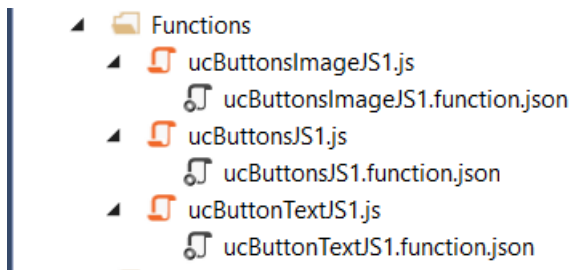 Functions
ucButtonsImageJS1.js
ucButtonsImageJS1.function.json
ucButtonsJS1.js
ucButtonsJS1.function.json
ucButtonTextJS1.js
ucButtonTextJS1.function.json